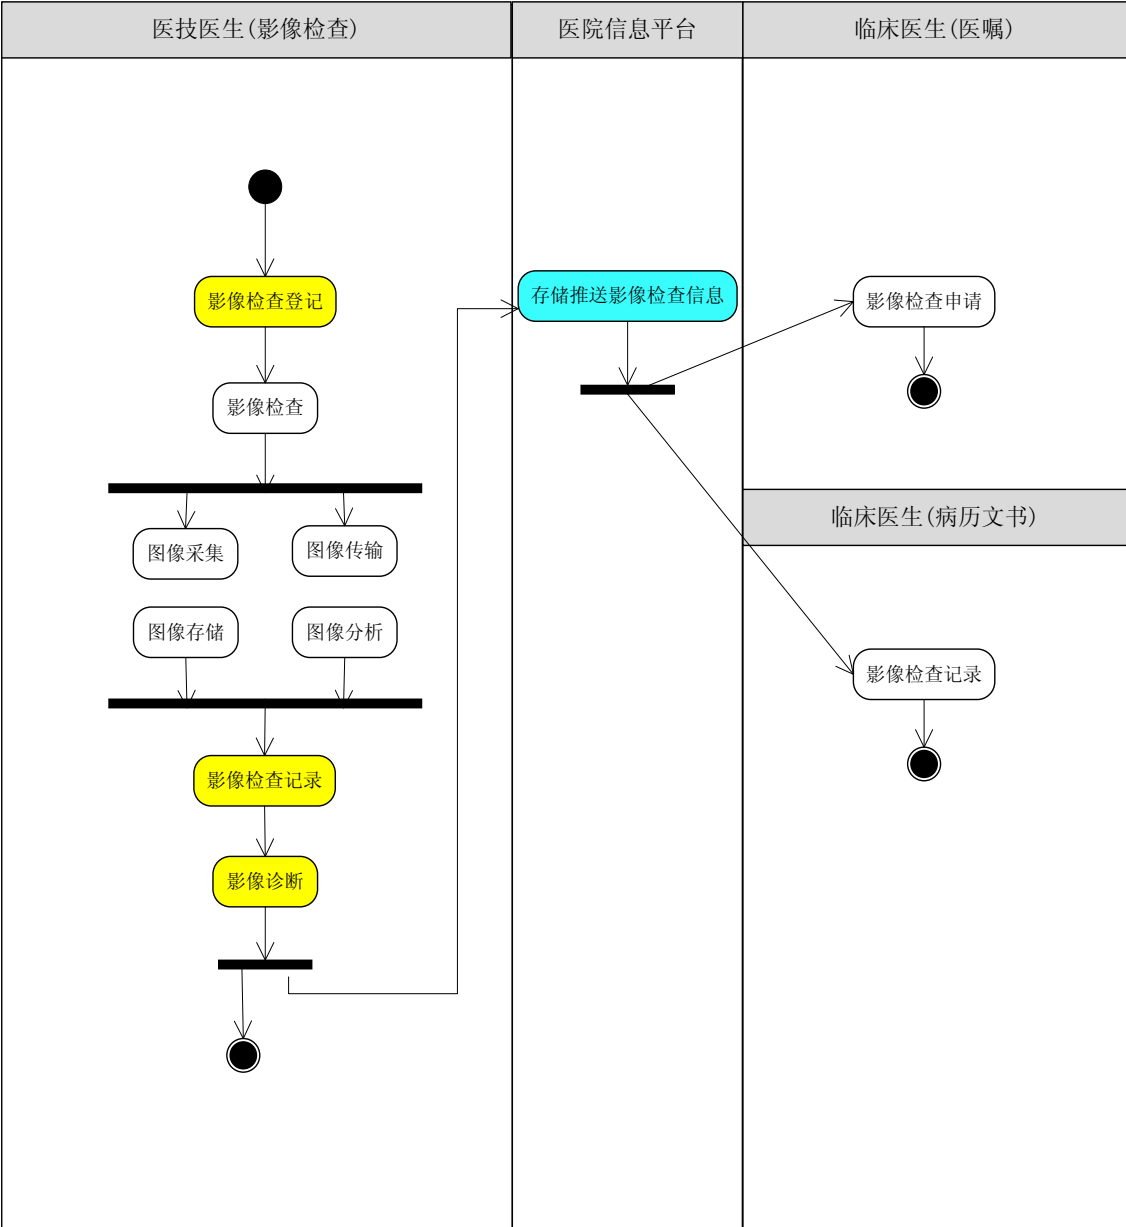 医技医生(影像检查)
医院信息平台
临床医生(医嘱)
影像检查登记
存储推送影像检查信息
影像检查申请
影像检查
临床医生(病历文书)
图像采集
图像传输
图像存储
图像分析
影像检查记录
影像检查记录
影像诊断